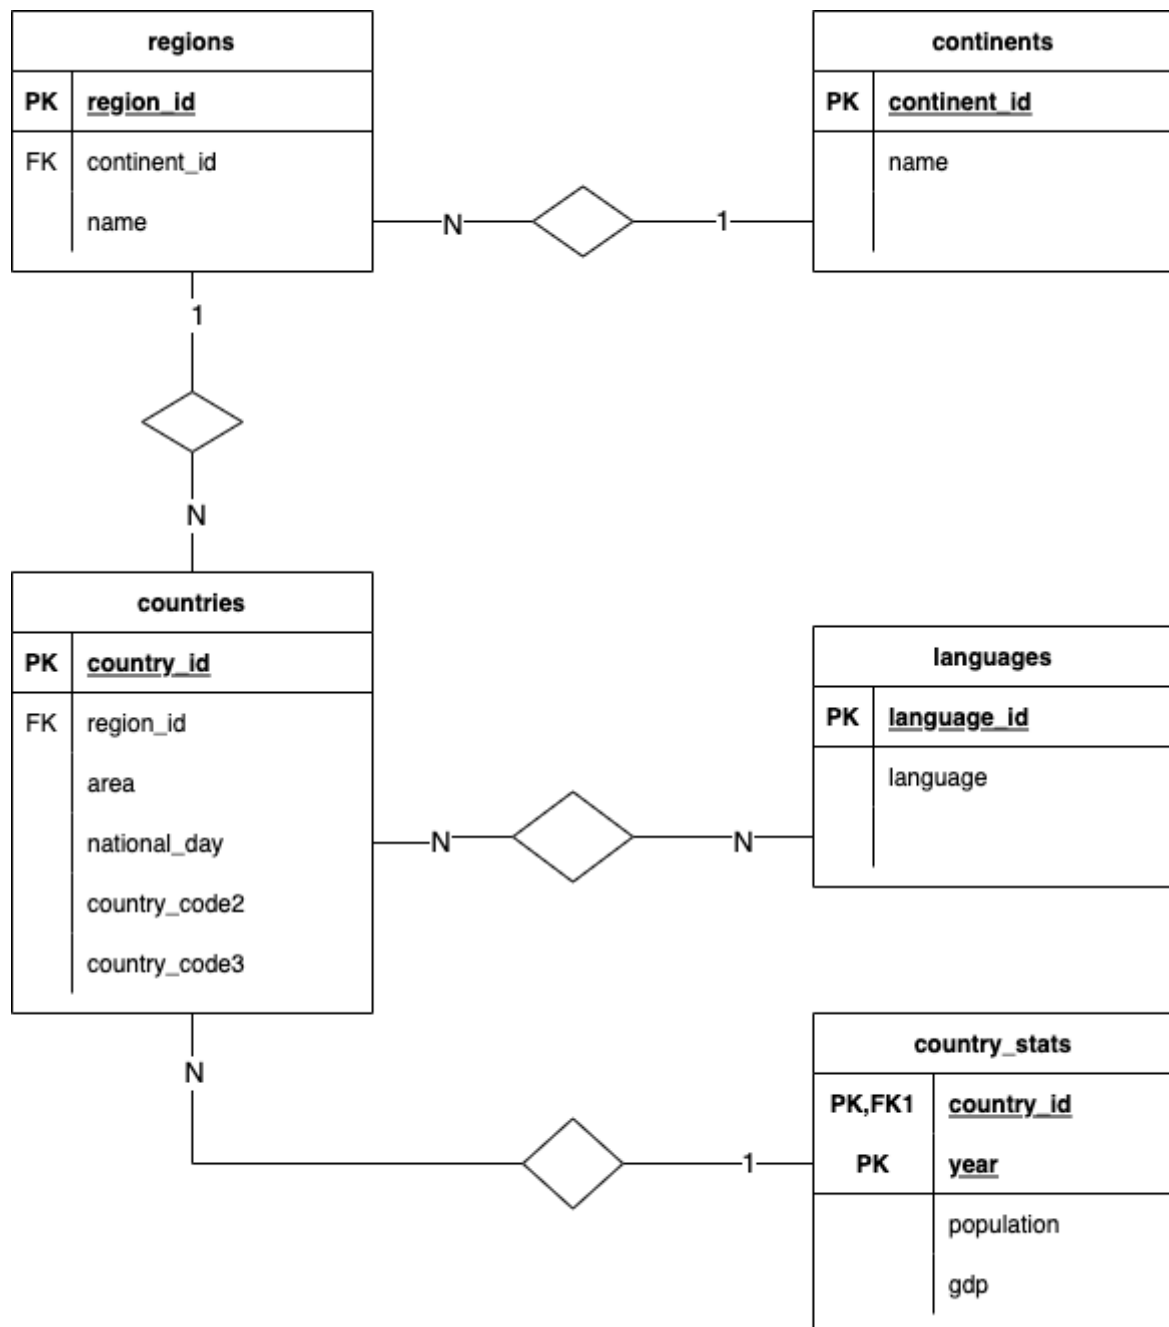 regions
PK region_id
FK continent_id
name
continents
PK continent_id
name
N
1
1
N
countries
PK country_id
FK region_id
area
national_day
country_code2
country_code3
languages
PK language_id
language
N
N
N
1
country_stats
PK,FK1 country_id
PK year
population
gdp